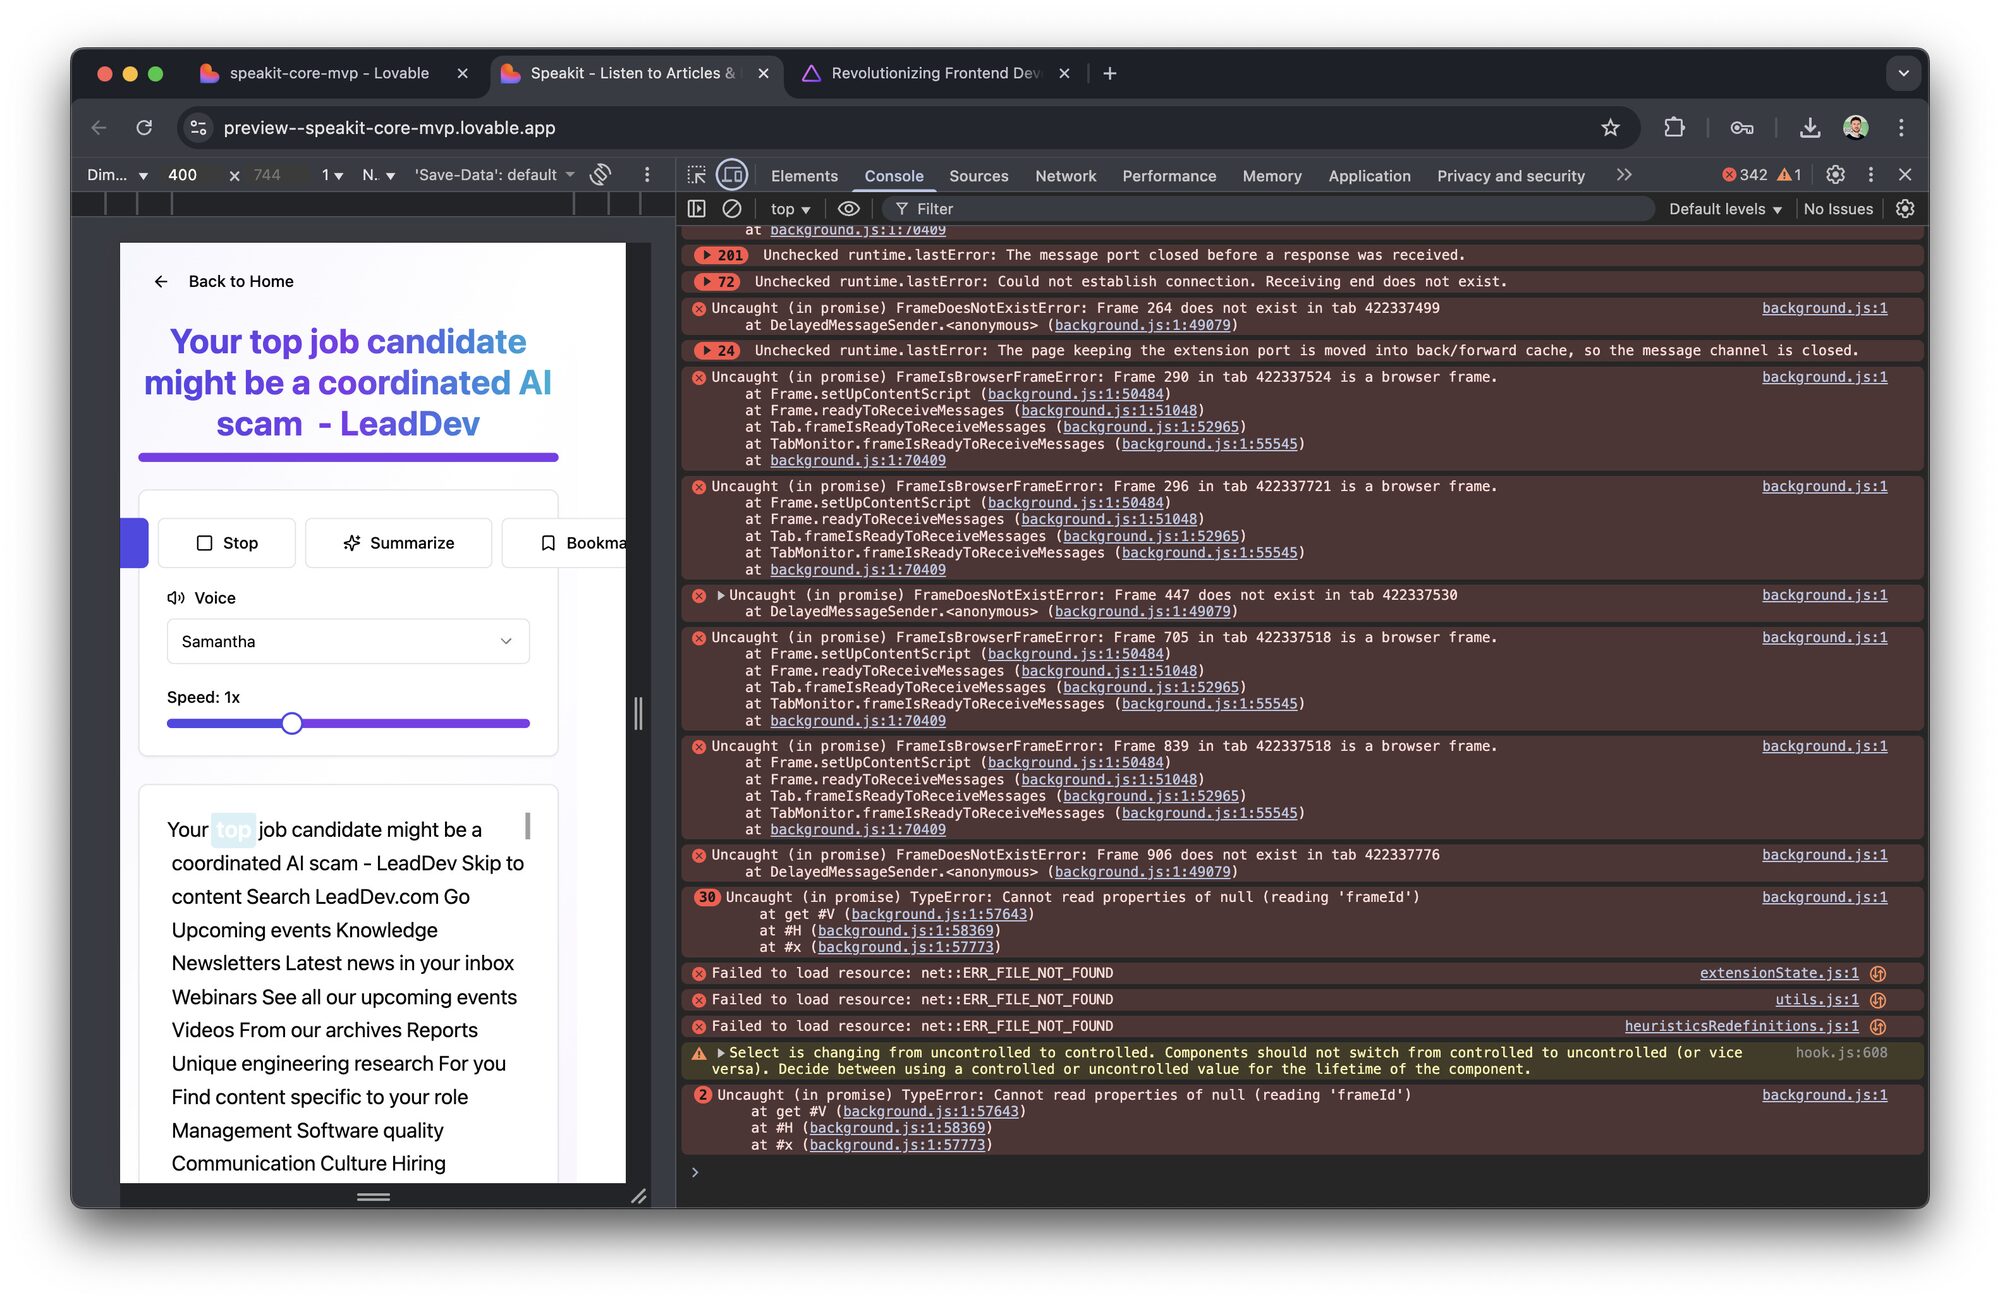 speakit-core-mvp - Lovable
Speakit - Listen to Articles &
Revolutionizing Frontend Dev
preview--speakit-core-mvp.lovable.app
Dim... 400 × 744 1 N.. 'Save-Data': default
Elements Console Sources Network Performance Memory Application Privacy and security 342 1
top Filter Default levels No Issues
Back to Home
Your top job candidate
might be a coordinated AI
scam - LeadDev
Stop Summarize Bookma
Voice
Samantha
Speed: 1x
Your top job candidate might be a
coordinated AI scam - LeadDev Skip to
content Search LeadDev.com Go
Upcoming events Knowledge
Newsletters Latest news in your inbox
Webinars See all our upcoming events
Videos From our archives Reports
Unique engineering research For you
Find content specific to your role
Management Software quality
Communication Culture Hiring
at background.js:1:70409
201 Unchecked runtime.lastError: The message port closed before a response was received.
72 Unchecked runtime.lastError: Could not establish connection. Receiving end does not exist.
Uncaught (in promise) FrameDoesNotExistError: Frame 264 does not exist in tab 422337499 background.js:1
at DelayedMessageSender.<anonymous> (background.js:1:49079)
24 Unchecked runtime.lastError: The page keeping the extension port is moved into back/forward cache, so the message channel is closed.
Uncaught (in promise) FrameIsBrowserFrameError: Frame 290 in tab 422337524 is a browser frame. background.js:1
at Frame.setUpContentScript (background.js:1:50484)
at Frame.readyToReceiveMessages (background.js:1:51048)
at Tab.frameIsReadyToReceiveMessages (background.js:1:52965)
at TabMonitor.frameIsReadyToReceiveMessages (background.js:1:55545)
at background.js:1:70409
Uncaught (in promise) FrameIsBrowserFrameError: Frame 296 in tab 422337721 is a browser frame. background.js:1
at Frame.setUpContentScript (background.js:1:50484)
at Frame.readyToReceiveMessages (background.js:1:51048)
at Tab.frameIsReadyToReceiveMessages (background.js:1:52965)
at TabMonitor.frameIsReadyToReceiveMessages (background.js:1:55545)
at background.js:1:70409
Uncaught (in promise) FrameDoesNotExistError: Frame 447 does not exist in tab 422337530 background.js:1
at DelayedMessageSender.<anonymous> (background.js:1:49079)
Uncaught (in promise) FrameIsBrowserFrameError: Frame 705 in tab 422337518 is a browser frame. background.js:1
at Frame.setUpContentScript (background.js:1:50484)
at Frame.readyToReceiveMessages (background.js:1:51048)
at Tab.frameIsReadyToReceiveMessages (background.js:1:52965)
at TabMonitor.frameIsReadyToReceiveMessages (background.js:1:55545)
at background.js:1:70409
Uncaught (in promise) FrameIsBrowserFrameError: Frame 839 in tab 422337518 is a browser frame. background.js:1
at Frame.setUpContentScript (background.js:1:50484)
at Frame.readyToReceiveMessages (background.js:1:51048)
at Tab.frameIsReadyToReceiveMessages (background.js:1:52965)
at TabMonitor.frameIsReadyToReceiveMessages (background.js:1:55545)
at background.js:1:70409
Uncaught (in promise) FrameDoesNotExistError: Frame 906 does not exist in tab 422337776 background.js:1
at DelayedMessageSender.<anonymous> (background.js:1:49079)
30 Uncaught (in promise) TypeError: Cannot read properties of null (reading 'frameId') background.js:1
at get #V (background.js:1:57643)
at #H (background.js:1:58369)
at #x (background.js:1:57773)
Failed to load resource: net::ERR_FILE_NOT_FOUND extensionState.js:1
Failed to load resource: net::ERR_FILE_NOT_FOUND utils.js:1
Failed to load resource: net::ERR_FILE_NOT_FOUND heuristicsRedefinitions.js:1
Select is changing from uncontrolled to controlled. Components should not switch from controlled to uncontrolled (or vice hook.js:608
versa). Decide between using a controlled or uncontrolled value for the lifetime of the component.
2 Uncaught (in promise) TypeError: Cannot read properties of null (reading 'frameId') background.js:1
at get #V (background.js:1:57643)
at #H (background.js:1:58369)
at #x (background.js:1:57773)